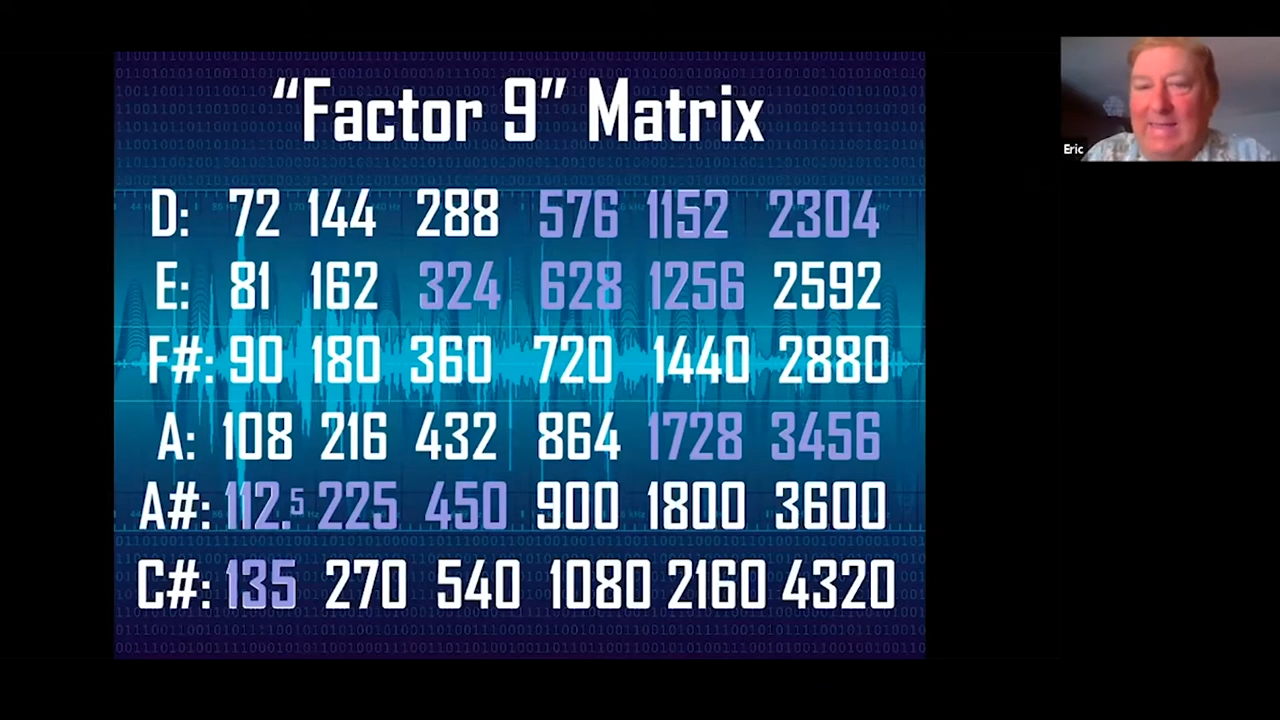 “Factor 9” Matrix
D: 72 144 288 576 1152 2304
E: 81 162 324 628 1256 2592
F#: 90 180 360 720 1440 2880
A: 108 216 432 864 1728 3456
A#: 112.5 225 450 900 1800 3600
C#: 135 270 540 1080 2160 4320
Eric